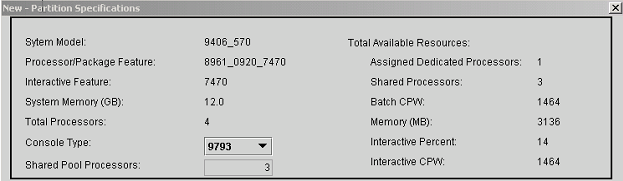 New - Partition Specifications
Sytem Model: 9406_570
Processor/Package Feature: 8961_0920_7470
Interactive Feature: 7470
System Memory (GB): 12.0
Total Processors: 4
Console Type: 9793
Shared Pool Processors: 3
Total Available Resources:
Assigned Dedicated Processors: 1
Shared Processors: 3
Batch CPW: 1464
Memory (MB): 3136
Interactive Percent: 14
Interactive CPW: 1464